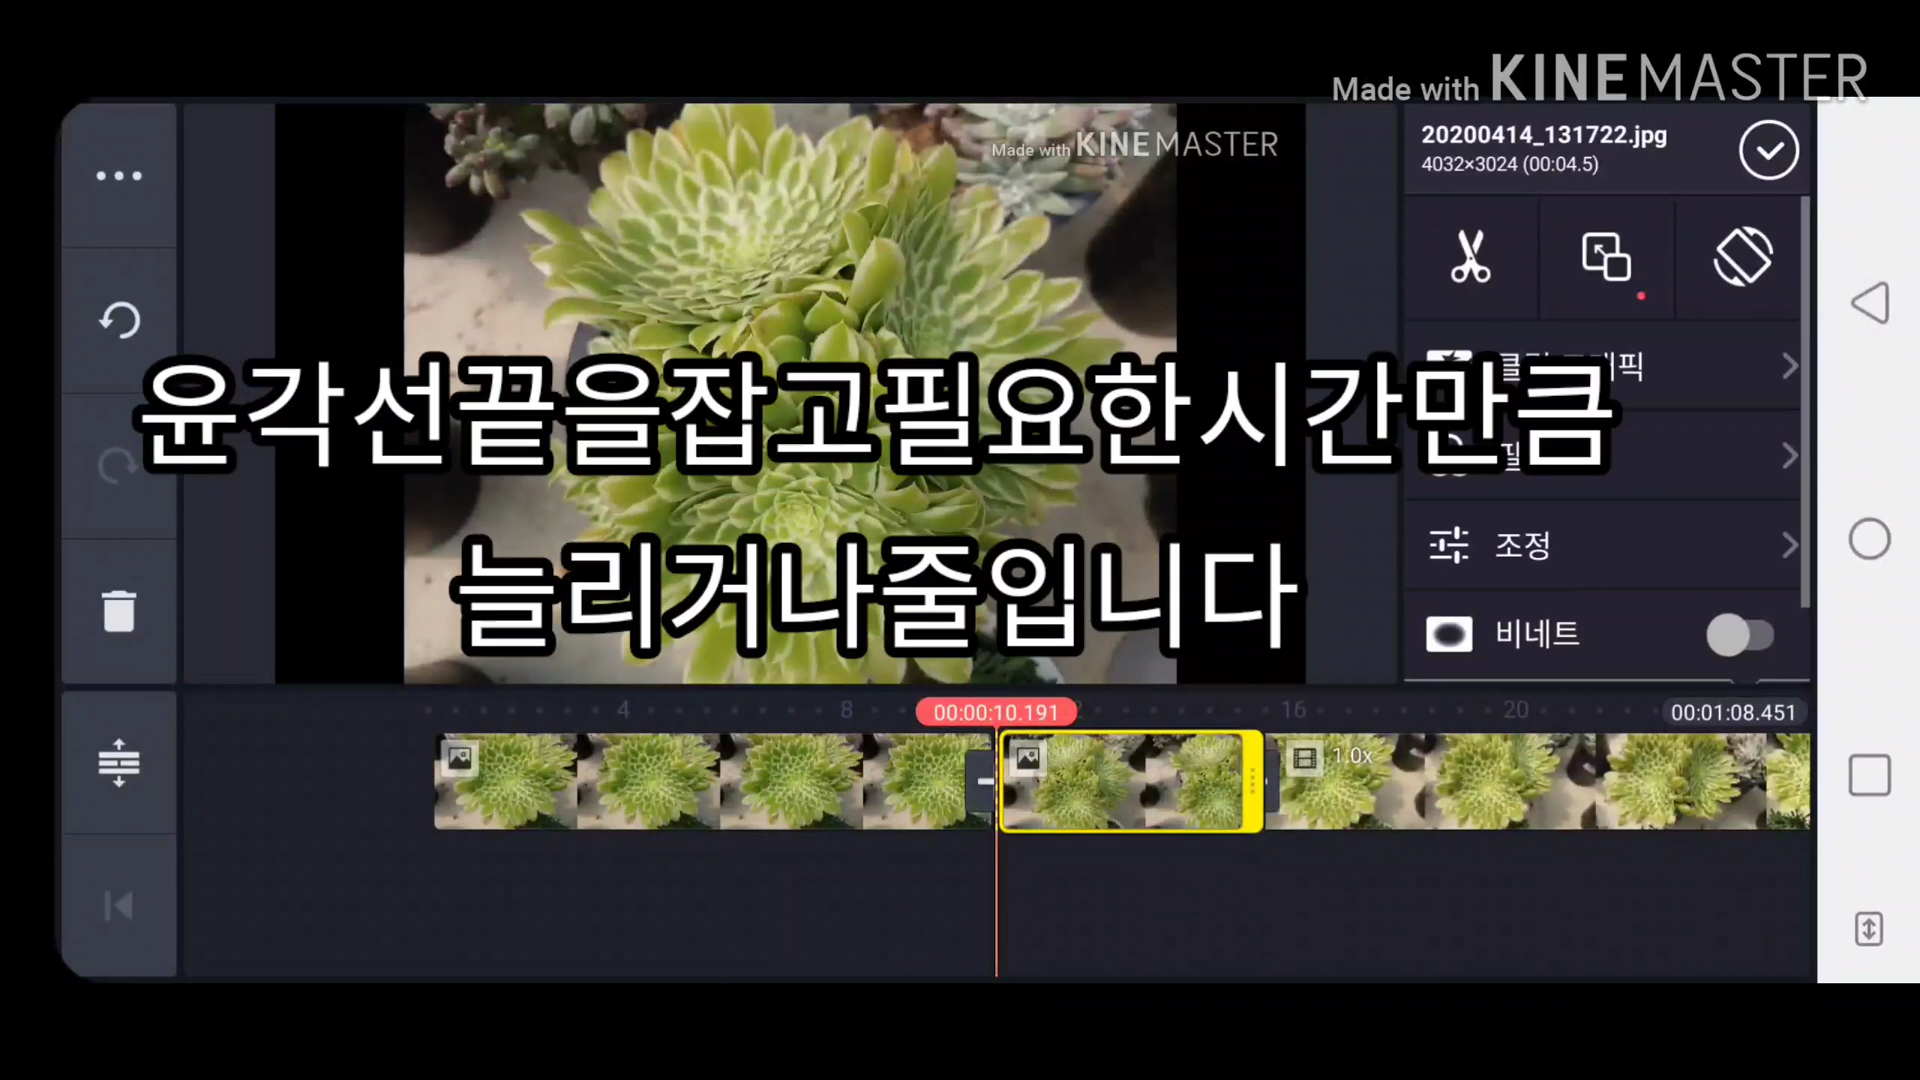 Made with KINEMASTER
Made with KINEMASTER
20200414_131722.jpg
4032×3024 (00:04.5)
윤각선끝을잡고필요한시간만큼
늘리거나줄입니다
조정
비네트
4
8
00:00:10.191
16
20
00:01:08.451
1.0x